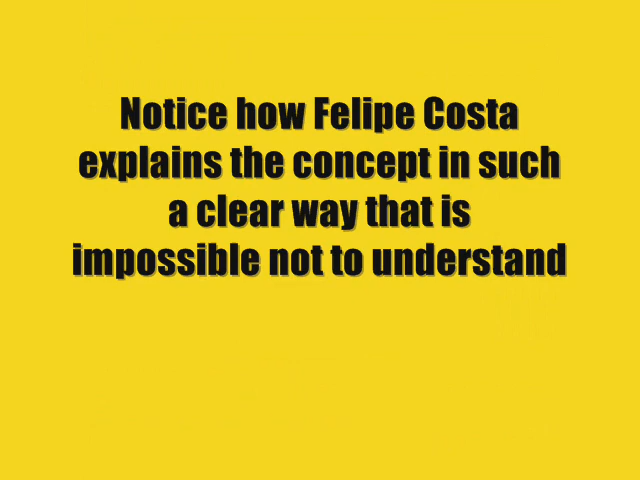 Notice how Felipe Costa
explains the concept in such
a clear way that is
impossible not to understand